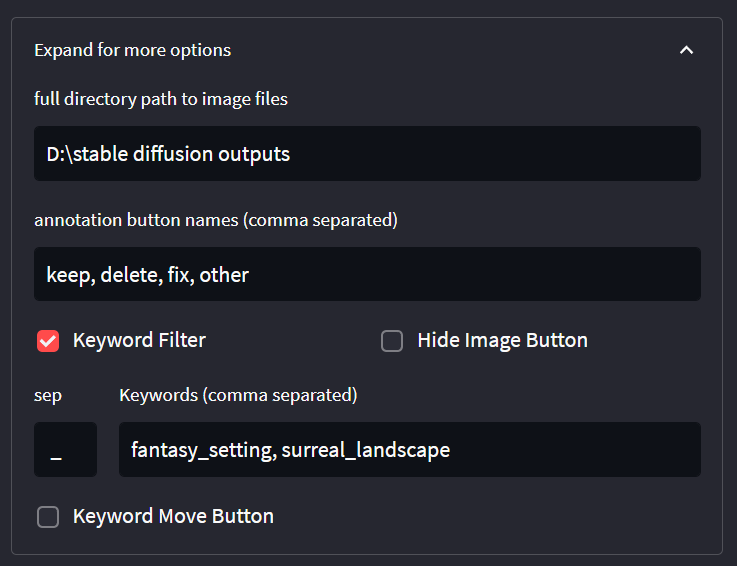 Expand for more options
full directory path to image files
D:\stable diffusion outputs
annotation button names (comma separated)
keep, delete, fix, other
Keyword Filter
Hide Image Button
sep
Keywords (comma separated)
_
fantasy_setting, surreal_landscape
Keyword Move Button